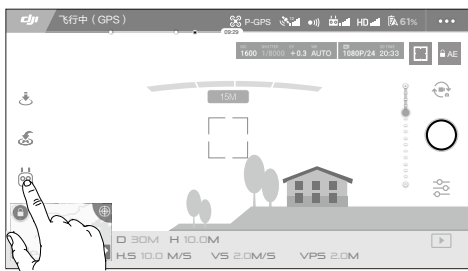 dji 飞行中（GPS） P-GPS HD 61%
09:29
ISO SHUTTER EV WB
1600 1/8000 +0.3 AUTO 1080P/24 20:33 AE
15M
D 30M H 10.0M
H.S 10.0 M/S VS 2.0M/S VPS 2.0M